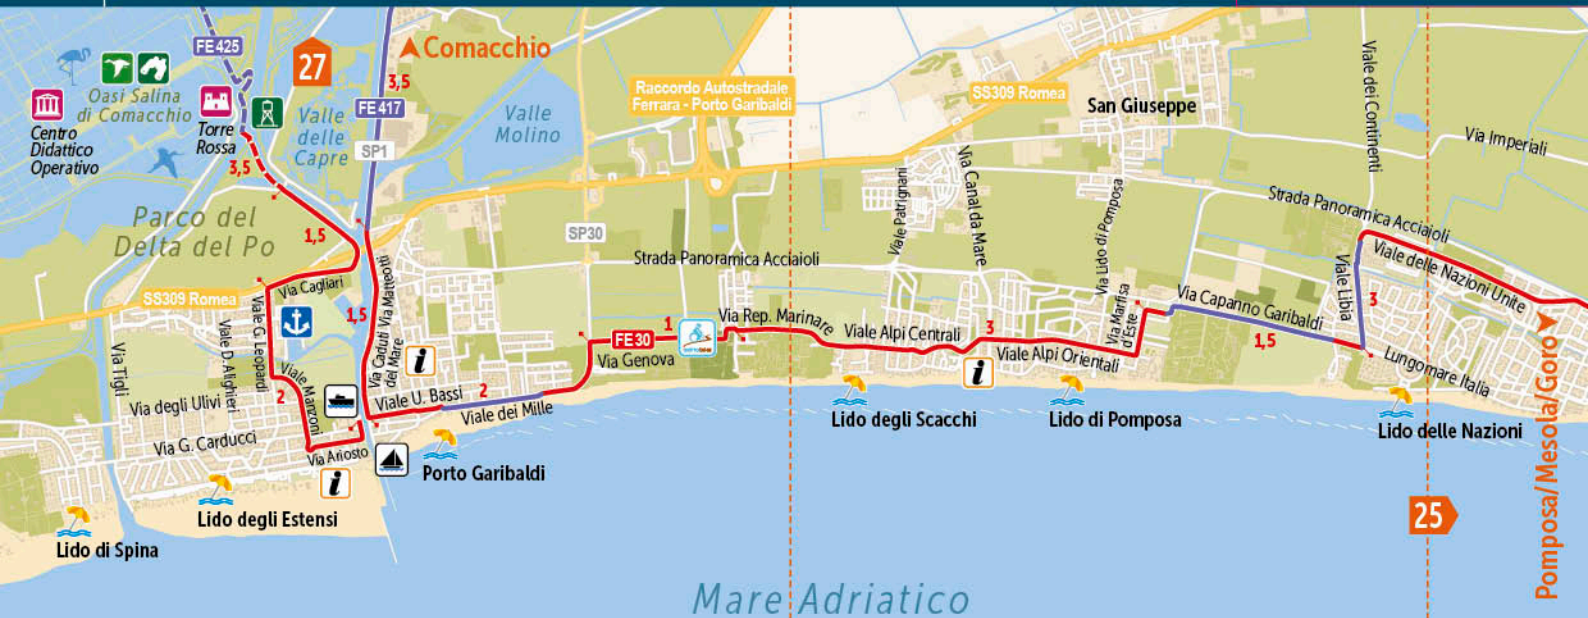 FE 425
27
Comacchio
3,5
FE 417
Oasi Salina
di Comacchio
Centro
Didattico
Operativo
Torre
Rossa
3,5
Valle
delle
Capre
SP1
Valle
Molino
Raccordo Autostradale
Ferrara - Porto Garibaldi
SS309 Romea
San Giuseppe
Viale dei Continenti
Via Imperiali
Parco del
Delta del Po
1,5
SP30
Strada Panoramica Acciaioli
Viale Patrignani
Via Canal da Mare
Via Lido di Pomposa
Strada Panoramica Acciaioli
Viale delle Nazioni Unite
SS309 Romea
Via Cagliari
Viale G. Leopardi
Viale D. Alighieri
Via Tigli
1,5
Via Caduti
del Mare
Via Matteotti
FE30
1
Via Genova
Via Rep. Marinare
Viale Alpi Centrali
3
Viale Alpi Orientali
Via Marfisa
d'Este
Via Capanno Garibaldi
1,5
Viale Libia
3
Lungomare Italia
Via degli Ulivi
Viale Manzoni
2
Viale U. Bassi
2
Viale dei Mille
Via G. Carducci
Via Ariosto
i
i
i
Porto Garibaldi
Lido degli Scacchi
Lido di Pomposa
Lido delle Nazioni
Lido degli Estensi
Lido di Spina
25
Pomposa/Mesola/Goro
Mare Adriatico